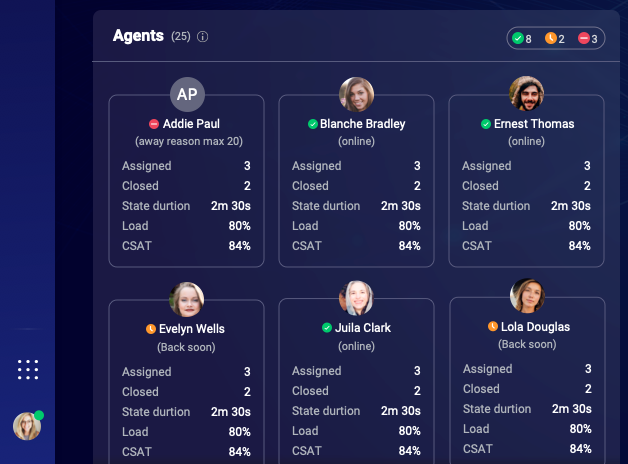 Agents (25)
8 2 3
AP
Addie Paul
(away reason max 20)
Assigned 3
Closed 2
State durtion 2m 30s
Load 80%
CSAT 84%
Blanche Bradley
(online)
Assigned 3
Closed 2
State durtion 2m 30s
Load 80%
CSAT 84%
Ernest Thomas
(online)
Assigned 3
Closed 2
State durtion 2m 30s
Load 80%
CSAT 84%
Evelyn Wells
(Back soon)
Assigned 3
Closed 2
State durtion 2m 30s
Load 80%
CSAT 84%
Juila Clark
(online)
Assigned 3
Closed 2
State durtion 2m 30s
Load 80%
CSAT 84%
Lola Douglas
(Back soon)
Assigned 3
Closed 2
State durtion 2m 30s
Load 80%
CSAT 84%